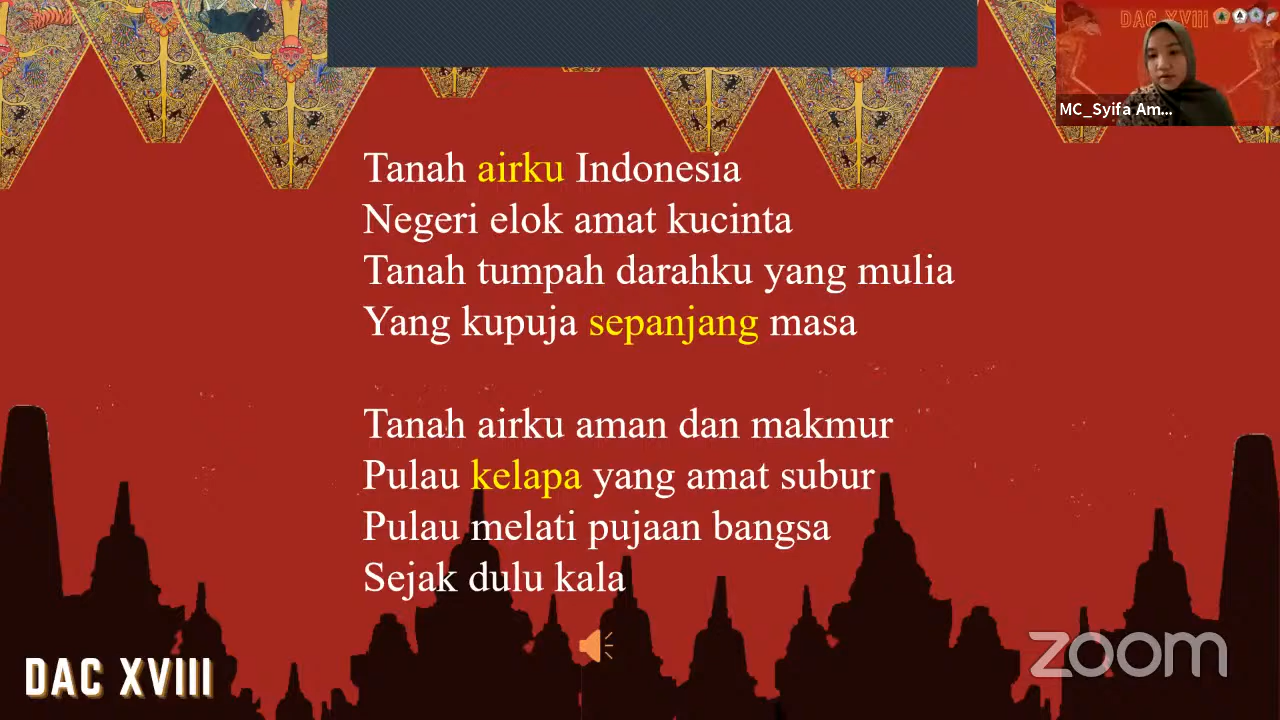 DAC XVIII
MC_Syifa Am...
Tanah airku Indonesia
Negeri elok amat kucinta
Tanah tumpah darahku yang mulia
Yang kupuja sepanjang masa
Tanah airku aman dan makmur
Pulau kelapa yang amat subur
Pulau melati pujaan bangsa
Sejak dulu kala
DAC XVIII
zoom